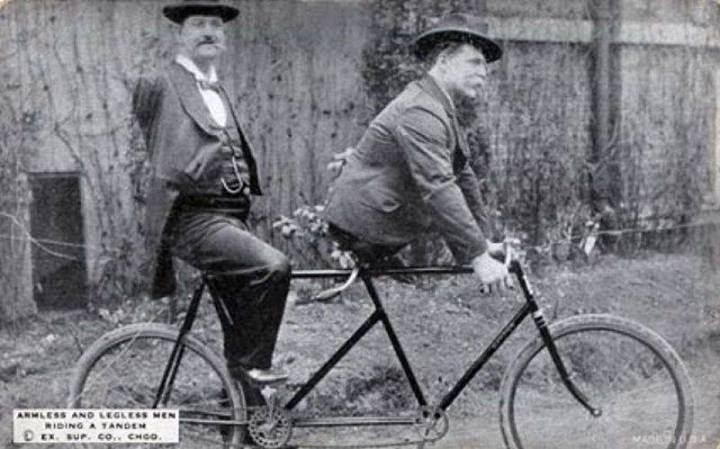 ARMLESS AND LEGLESS MEN
RIDING A TANDEM
© EX. SUP. CO., CHGO.
MADE IN U.S.A.